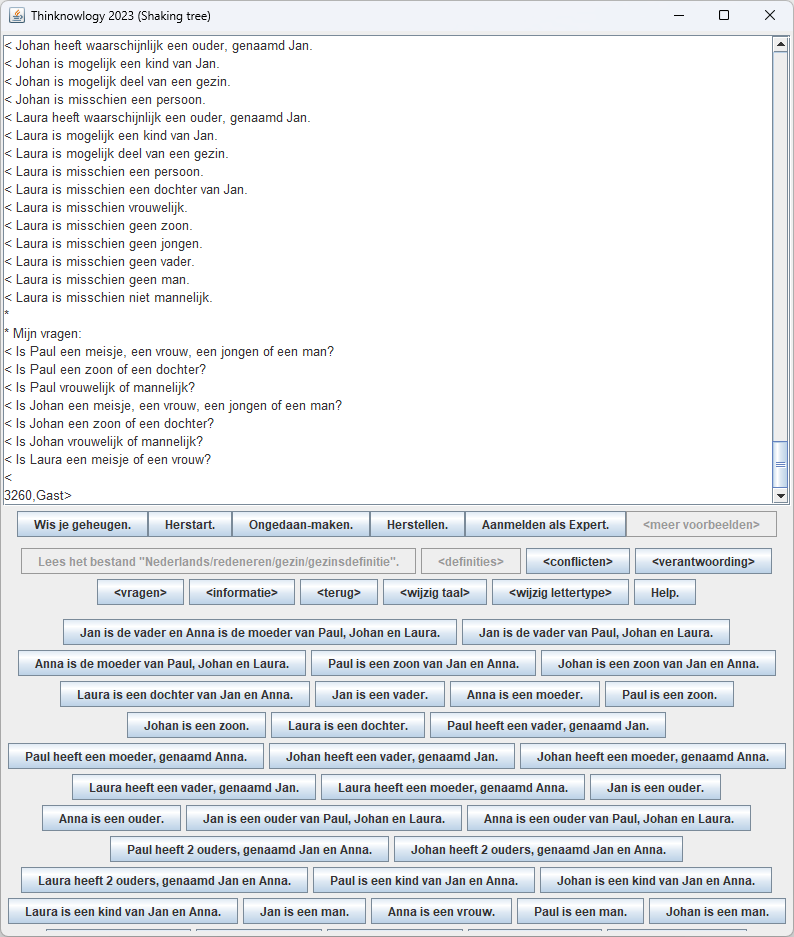 Thinknowlogy 2023 (Shaking tree)
< Johan heeft waarschijnlijk een ouder, genaamd Jan.
< Johan is mogelijk een kind van Jan.
< Johan is mogelijk deel van een gezin.
< Johan is misschien een persoon.
< Laura heeft waarschijnlijk een ouder, genaamd Jan.
< Laura is mogelijk een kind van Jan.
< Laura is mogelijk deel van een gezin.
< Laura is misschien een persoon.
< Laura is misschien een dochter van Jan.
< Laura is misschien vrouwelijk.
< Laura is misschien geen zoon.
< Laura is misschien geen jongen.
< Laura is misschien geen vader.
< Laura is misschien geen man.
< Laura is misschien niet mannelijk.
*
* Mijn vragen:
< Is Paul een meisje, een vrouw, een jongen of een man?
< Is Paul een zoon of een dochter?
< Is Paul vrouwelijk of mannelijk?
< Is Johan een meisje, een vrouw, een jongen of een man?
< Is Johan een zoon of een dochter?
< Is Johan vrouwelijk of mannelijk?
< Is Laura een meisje of een vrouw?
<
3260,Gast>
Wis je geheugen. Herstart. Ongedaan-maken. Herstellen. Aanmelden als Expert. <meer voorbeelden>
Lees het bestand "Nederlands/redeneren/gezin/gezinsdefinitie". <definities> <conflicten> <verantwoording>
<vragen> <informatie> <terug> <wijzig taal> <wijzig lettertype> Help.
Jan is de vader en Anna is de moeder van Paul, Johan en Laura. Jan is de vader van Paul, Johan en Laura.
Anna is de moeder van Paul, Johan en Laura. Paul is een zoon van Jan en Anna. Johan is een zoon van Jan en Anna.
Laura is een dochter van Jan en Anna. Jan is een vader. Anna is een moeder. Paul is een zoon.
Johan is een zoon. Laura is een dochter. Paul heeft een vader, genaamd Jan.
Paul heeft een moeder, genaamd Anna. Johan heeft een vader, genaamd Jan. Johan heeft een moeder, genaamd Anna.
Laura heeft een vader, genaamd Jan. Laura heeft een moeder, genaamd Anna. Jan is een ouder.
Anna is een ouder. Jan is een ouder van Paul, Johan en Laura. Anna is een ouder van Paul, Johan en Laura.
Paul heeft 2 ouders, genaamd Jan en Anna. Johan heeft 2 ouders, genaamd Jan en Anna.
Laura heeft 2 ouders, genaamd Jan en Anna. Paul is een kind van Jan en Anna. Johan is een kind van Jan en Anna.
Laura is een kind van Jan en Anna. Jan is een man. Anna is een vrouw. Paul is een man. Johan is een man.